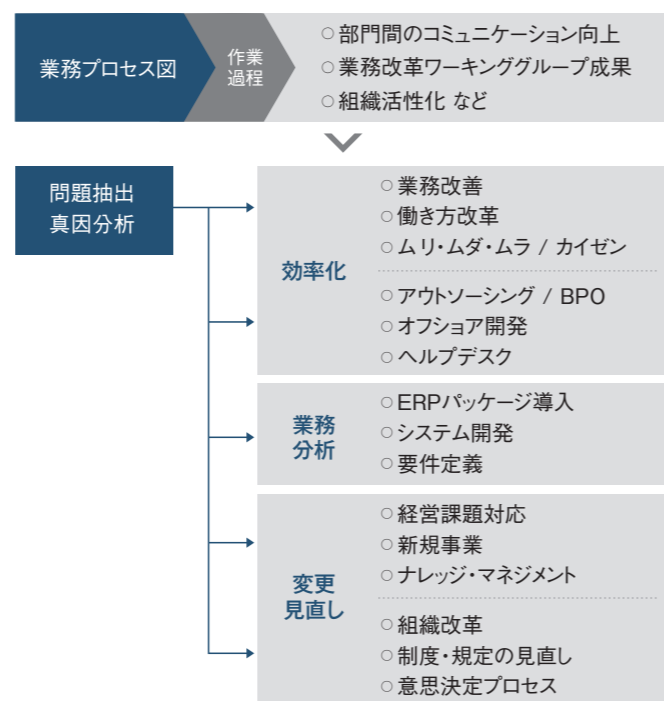 業務プロセス図
作業
過程
○部門間のコミュニケーション向上
○業務改革ワーキンググループ成果
○組織活性化 など
問題抽出
真因分析
効率化
○業務改善
○働き方改革
○ムリ・ムダ・ムラ / カイゼン
○アウトソーシング / BPO
○オフショア開発
○ヘルプデスク
業務
分析
○ERPパッケージ導入
○システム開発
○要件定義
変更
見直し
○経営課題対応
○新規事業
○ナレッジ・マネジメント
○組織改革
○制度・規定の見直し
○意思決定プロセス